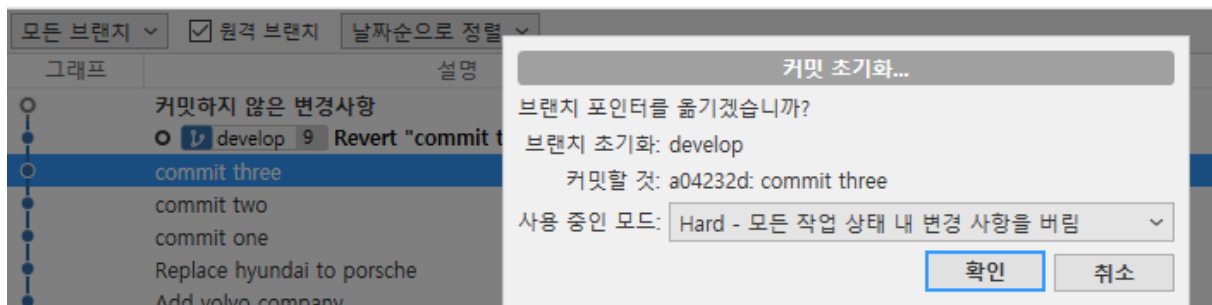 모든 브랜치 원격 브랜치 날짜순으로 정렬
그래프 설명
커밋하지 않은 변경사항
develop 9 Revert "commit t
commit three
commit two
commit one
Replace hyundai to porsche
Add volvo company
커밋 초기화...
브랜치 포인터를 옮기겠습니까?
브랜치 초기화: develop
커밋할 것: a04232d: commit three
사용 중인 모드: Hard - 모든 작업 상태 내 변경 사항을 버림
확인 취소